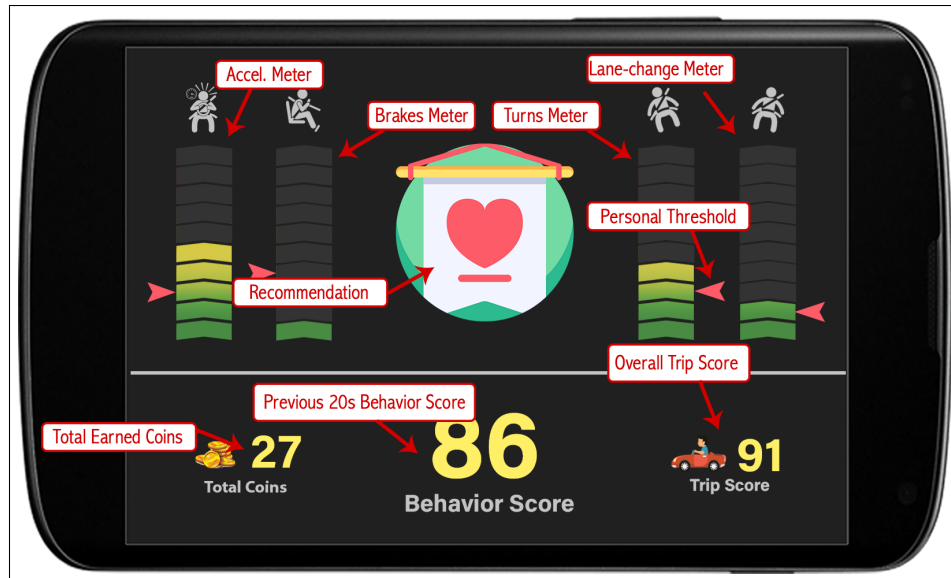 Accel. Meter
Lane-change Meter
Brakes Meter
Turns Meter
Personal Threshold
Recommendation
Overall Trip Score
Previous 20s Behavior Score
Total Earned Coins
27
Total Coins
86
Behavior Score
91
Trip Score